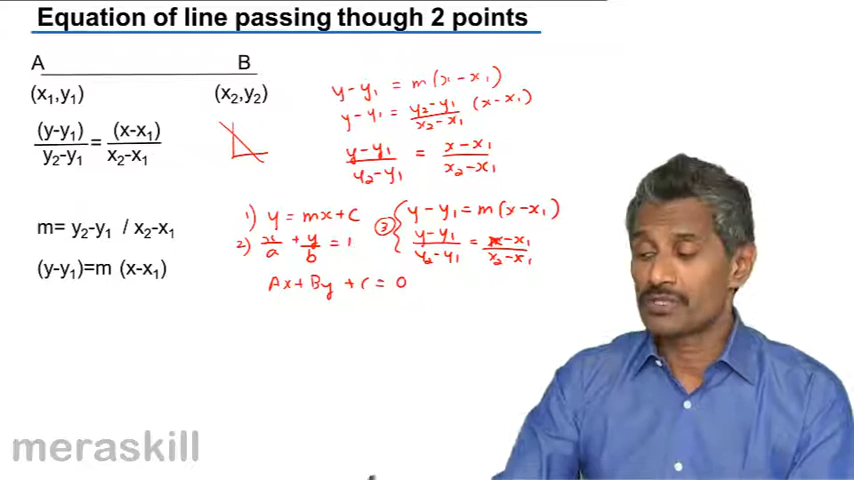 Equation of line passing though 2 points
A B
(x₁,y₁) (x₂,y₂)
(y-y₁) / y₂-y₁ = (x-x₁) / x₂-x₁
m= y₂-y₁ / x₂-x₁
(y-y₁)=m (x-x₁)
y-y₁ = m(x-x₁)
y-y₁ = y₂-y₁ / x₂-x₁ (x-x₁)
y-y₁ / y₂-y₁ = x-x₁ / x₂-x₁
1) y = mx+c
2) x/a + y/b = 1
Ax+By+c = 0
③ y-y₁ = m(x-x₁)
y-y₁ / y₂-y₁ = x-x₁ / x₂-x₁
meraskill